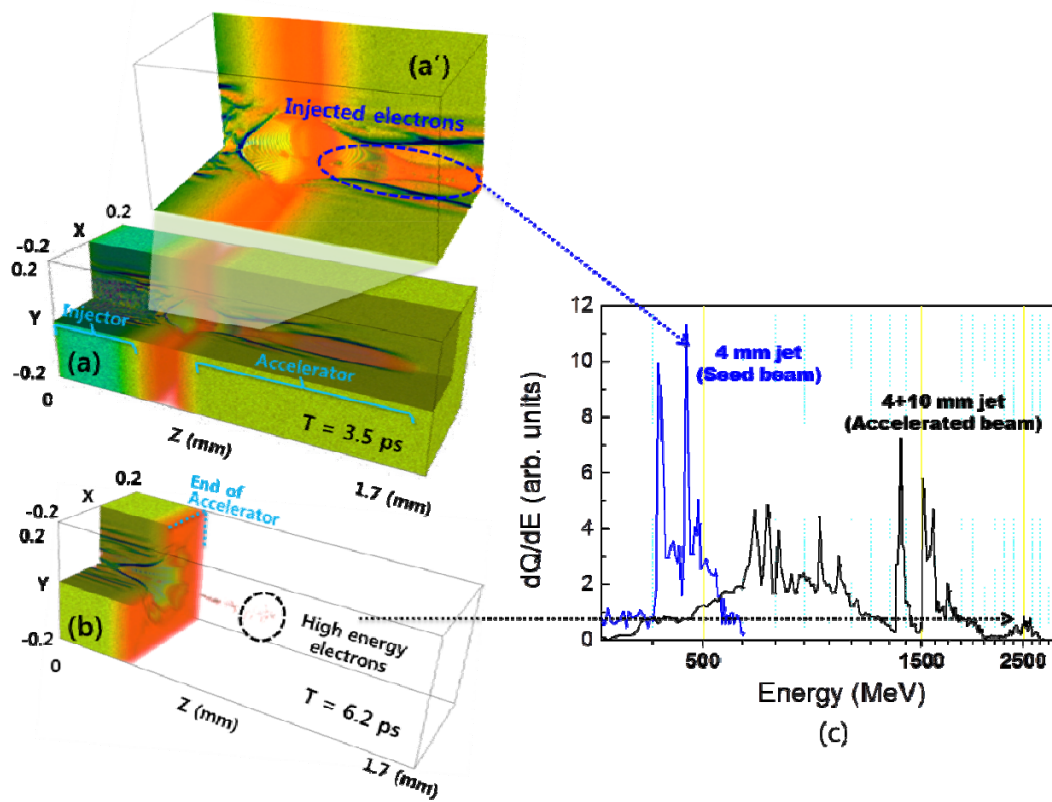 (a′)
Injected electrons
0.2
X
-0.2
0.2
Y
-0.2
0
Injector
(a)
Accelerator
T = 3.5 ps
Z (mm)
1.7 (mm)
0.2
X
-0.2
0.2
Y
-0.2
0
End of
Accelerator
(b)
High energy
electrons
T = 6.2 ps
Z (mm)
1.7 (mm)
12
10
8
6
4
2
0
dQ/dE (arb. units)
4 mm jet
(Seed beam)
4+10 mm jet
(Accelerated beam)
500
1500
2500
Energy (MeV)
(c)